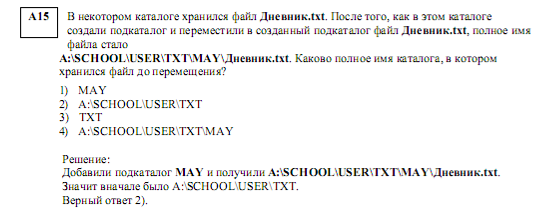 А15 В некотором каталоге хранился файл Дневник.txt. После того, как в этом каталоге
создали подкаталог и переместили в созданный подкаталог файл Дневник.txt, полное имя
файла стало
A:\SCHOOL\USER\TXT\MAY\Дневник.txt. Каково полное имя каталога, в котором
хранился файл до перемещения?
1) MAY
2) A:\SCHOOL\USER\TXT
3) TXT
4) A:\SCHOOL\USER\TXT\MAY
Решение:
Добавили подкаталог MAY и получили A:\SCHOOL\USER\TXT\MAY\Дневник.txt.
Значит вначале было A:\SCHOOL\USER\TXT.
Верный ответ 2).